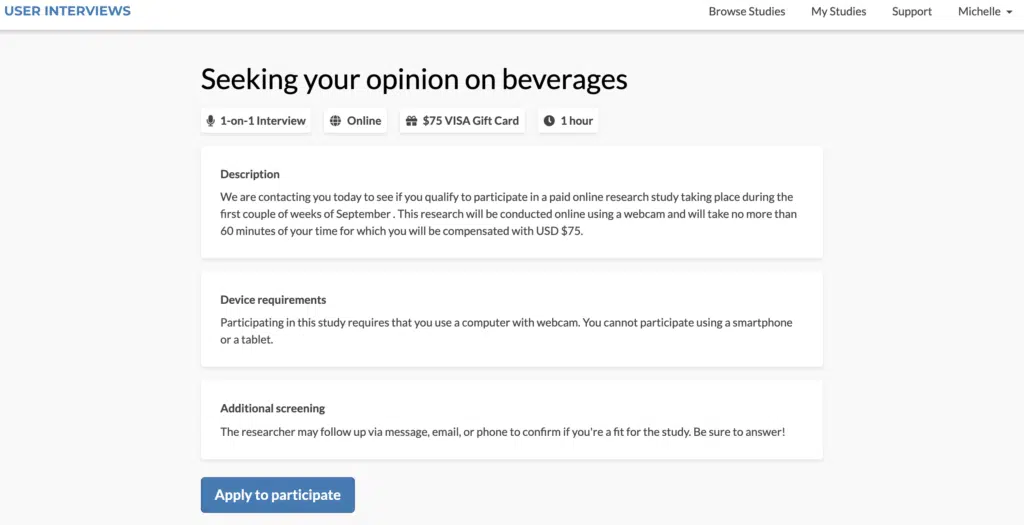 USER INTERVIEWS
Browse Studies
My Studies
Support
Michelle
Seeking your opinion on beverages
1-on-1 Interview
Online
$75 VISA Gift Card
1 hour
Description
We are contacting you today to see if you qualify to participate in a paid online research study taking place during the
first couple of weeks of September . This research will be conducted online using a webcam and will take no more than
60 minutes of your time for which you will be compensated with USD $75.
Device requirements
Participating in this study requires that you use a computer with webcam. You cannot participate using a smartphone
or a tablet.
Additional screening
The researcher may follow up via message, email, or phone to confirm if you're a fit for the study. Be sure to answer!
Apply to participate